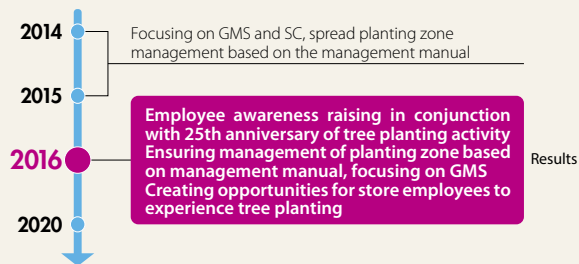 2014
Focusing on GMS and SC, spread planting zone
management based on the management manual
2015
Employee awareness raising in conjunction
with 25th anniversary of tree planting activity
Ensuring management of planting zone based
on management manual, focusing on GMS
Creating opportunities for store employees to
experience tree planting
2016
Results
2020